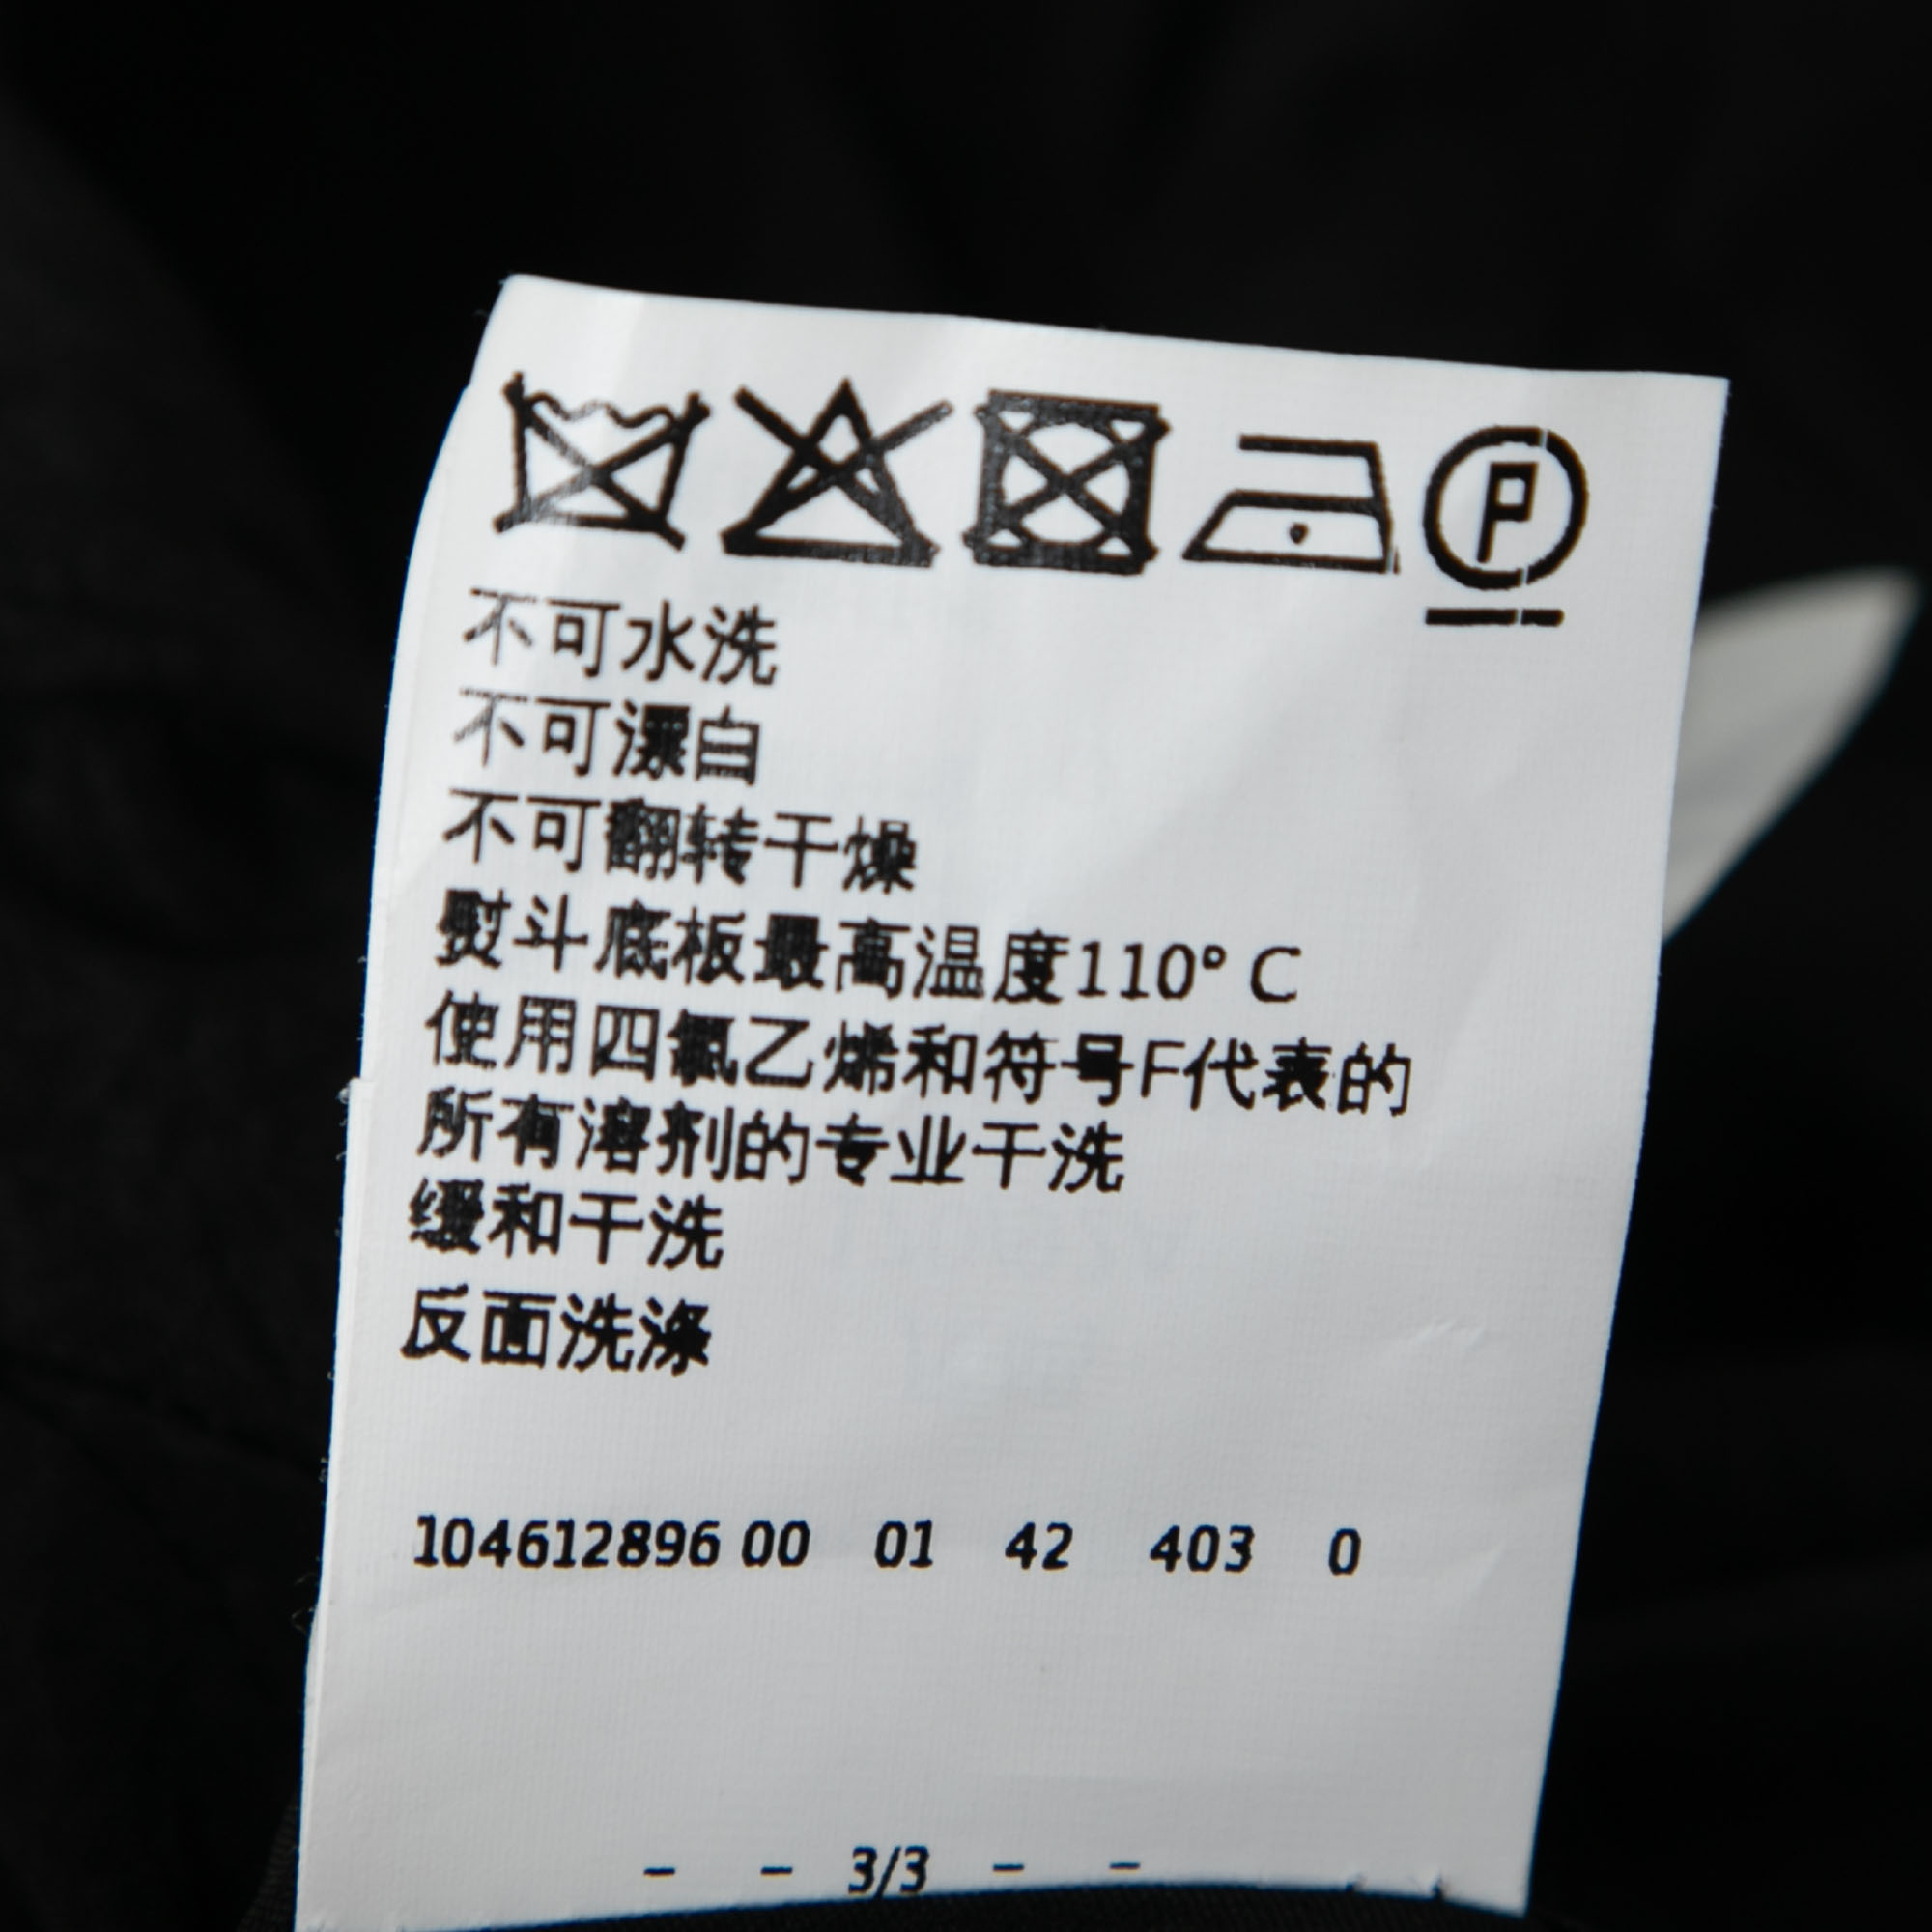 P
不可水洗
不可漂白
不可翻转干燥
熨斗底板最高温度110° C
使用四氯乙烯和符号F代表的
所有溶剂的专业干洗
缓和干洗
反面洗涤
104612896 00 01 42 403 0
- - 3/3 - -